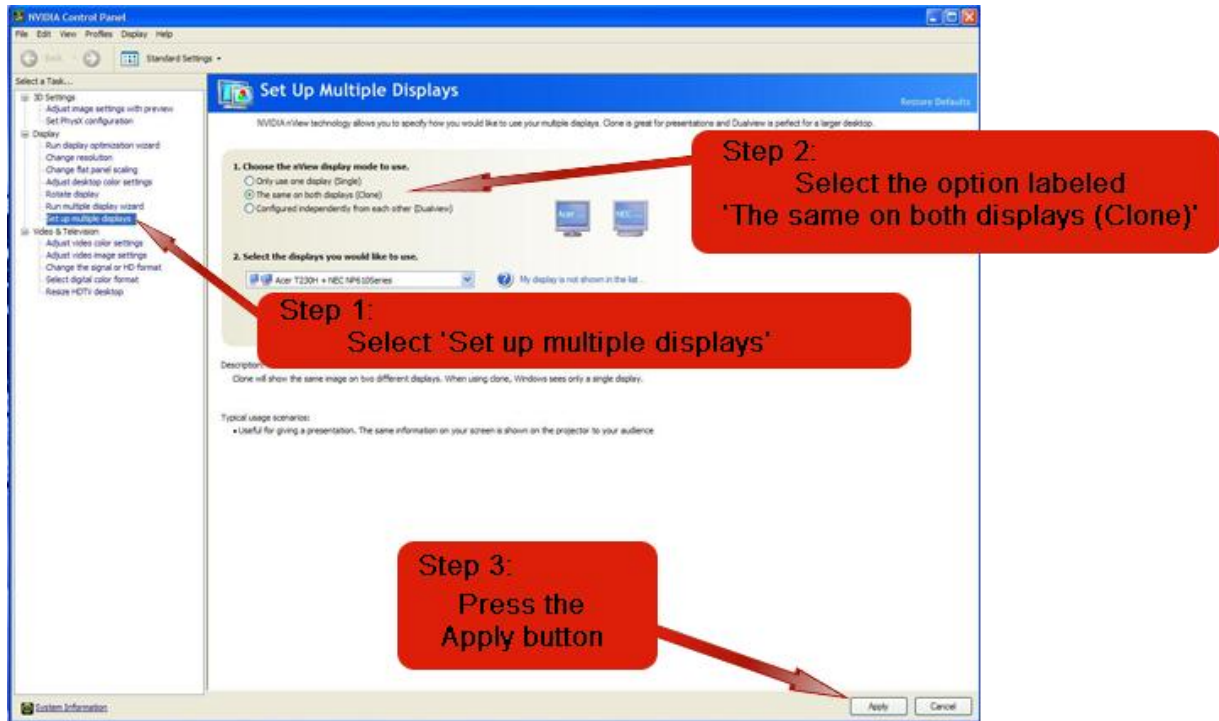 NVIDIA Control Panel
File Edit View Profiles Display Help
Back
Standard Settings
Select a Task...
3D Settings
Adjust image settings with preview
Set PhysX configuration
Display
Run display optimization wizard
Change resolution
Change flat panel scaling
Adjust desktop color settings
Rotate display
Run multiple display wizard
Set up multiple displays
Video & Television
Adjust video color settings
Adjust video image settings
Change the signal or HD format
Select digital color format
Resize HDTV desktop
System Information
Set Up Multiple Displays
Restore Defaults
NVIDIA nView technology allows you to specify how you would like to use your multiple displays. Clone is great for presentations and Dualview is perfect for a larger desktop.
1. Choose the nView display mode to use.
Only use one display (Single)
The same on both displays (Clone)
Configured independently from each other (Dualview)
Acer ...
NEC ...
2. Select the displays you would like to use.
Acer T230H + NEC NP610Series
My display is not shown in the list...
Step 2:
Select the option labeled
'The same on both displays (Clone)'
Step 1:
Select 'Set up multiple displays'
Description
Clone will show the same image on two different displays. When using clone, Windows sees only a single display.
Typical usage scenarios:
• Useful for giving a presentation. The same information on your screen is shown on the projector to your audience
Step 3:
Press the
Apply button
Apply
Cancel